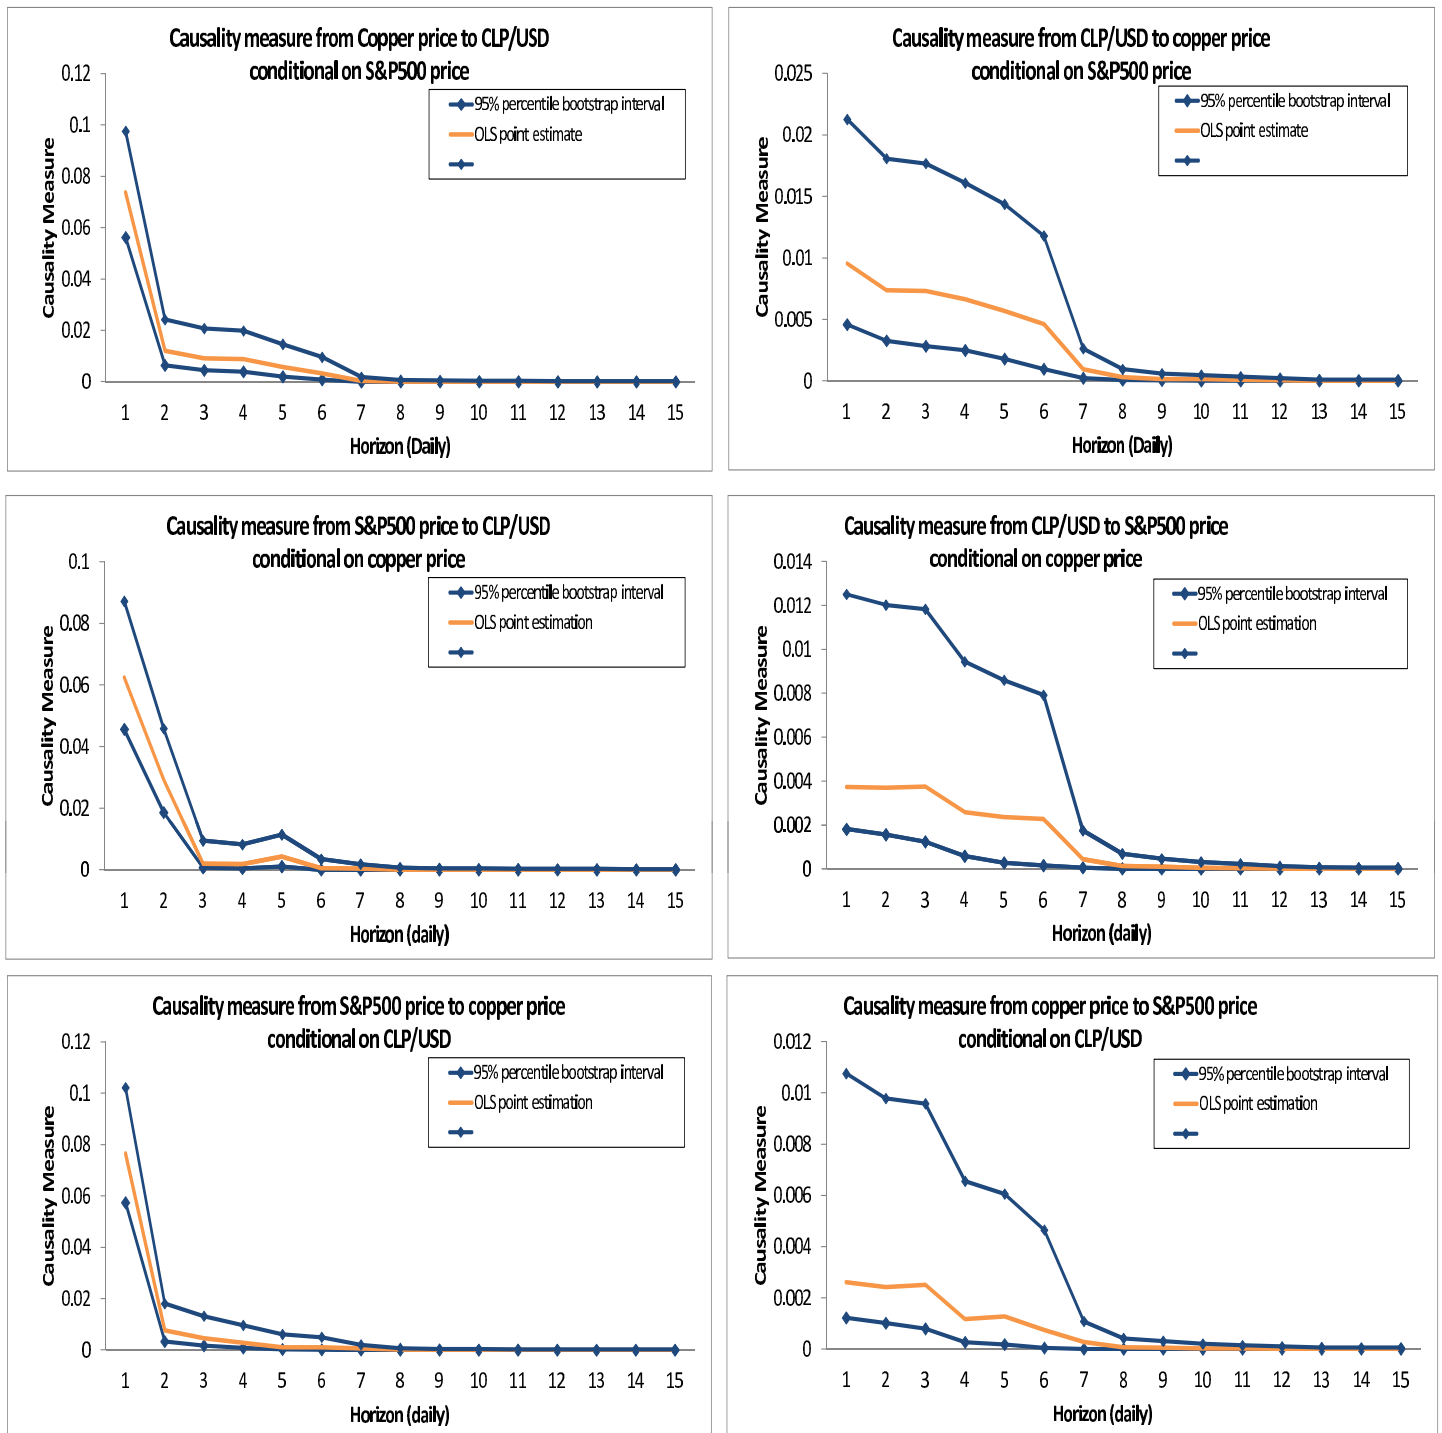 Causality measure from Copper price to CLP/USD
conditional on S&P500 price
0.12
0.1
0.08
0.06
0.04
0.02
0
Causality Measure
95% percentile bootstrap interval
OLS point estimate
1 2 3 4 5 6 7 8 9 10 11 12 13 14 15
Horizon (Daily)
Causality measure from CLP/USD to copper price
conditional on S&P500 price
0.025
0.02
0.015
0.01
0.005
0
Causality Measure
95% percentile bootstrap interval
OLS point estimate
1 2 3 4 5 6 7 8 9 10 11 12 13 14 15
Horizon (Daily)
Causality measure from S&P500 price to CLP/USD
conditional on copper price
0.1
0.08
0.06
0.04
0.02
0
Causality Measure
95% percentile bootstrap interval
OLS point estimation
1 2 3 4 5 6 7 8 9 10 11 12 13 14 15
Horizon (daily)
Causality measure from CLP/USD to S&P500 price
conditional on copper price
0.014
0.012
0.01
0.008
0.006
0.004
0.002
0
Causality Measure
95% percentile bootstrap interval
OLS point estimation
1 2 3 4 5 6 7 8 9 10 11 12 13 14 15
Horizon (daily)
Causality measure from S&P500 price to copper price
conditional on CLP/USD
0.12
0.1
0.08
0.06
0.04
0.02
0
Causality Measure
95% percentile bootstrap interval
OLS point estimation
1 2 3 4 5 6 7 8 9 10 11 12 13 14 15
Horizon (daily)
Causality measure from copper price to S&P500 price
conditional on CLP/USD
0.012
0.01
0.008
0.006
0.004
0.002
0
Causality Measure
95% percentile bootstrap interval
OLS point estimation
1 2 3 4 5 6 7 8 9 10 11 12 13 14 15
Horizon (daily)